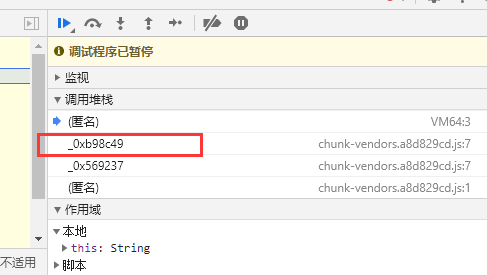 调试程序已暂停
监视
调用堆栈
(匿名) VM64:3
_0xb98c49 chunk-vendors.a8d829cd.js:7
_0x569237 chunk-vendors.a8d829cd.js:7
(匿名) chunk-vendors.a8d829cd.js:1
作用域
本地
this: String
脚本
不适用